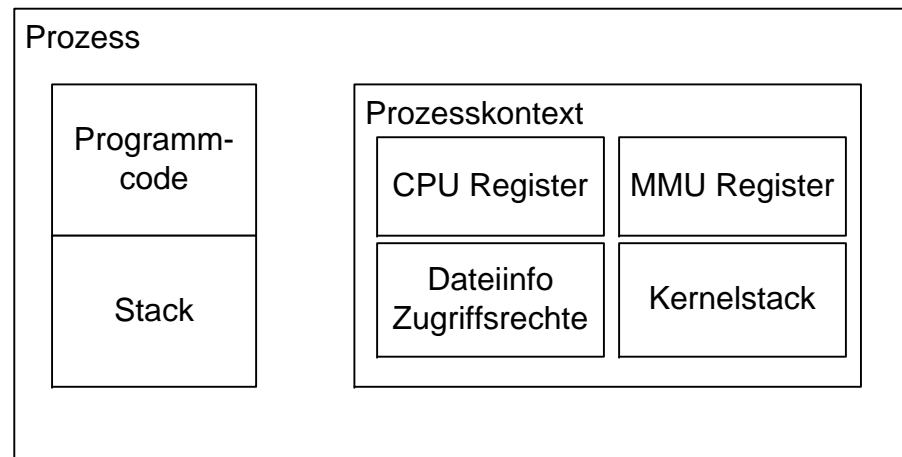 Prozess
Programm-
code
Stack
Prozesskontext
CPU Register
MMU Register
Dateiinfo
Zugriffsrechte
Kernelstack